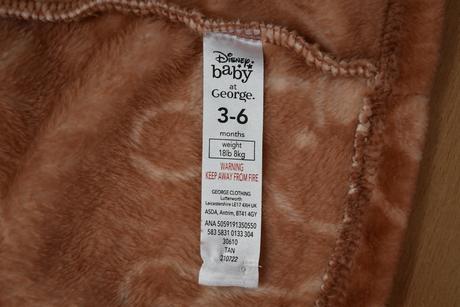 Disney
baby
at
George.
3-6
months
weight
18lb 8kg
WARNING
KEEP AWAY FROM FIRE
GEORGE CLOTHING
Lutterworth
Leicestershire LE17 4XH UK
ASDA, Antrim, BT41 4GY
ANA 5059191350550
583 5831 0133 304
30610
TAN
210722